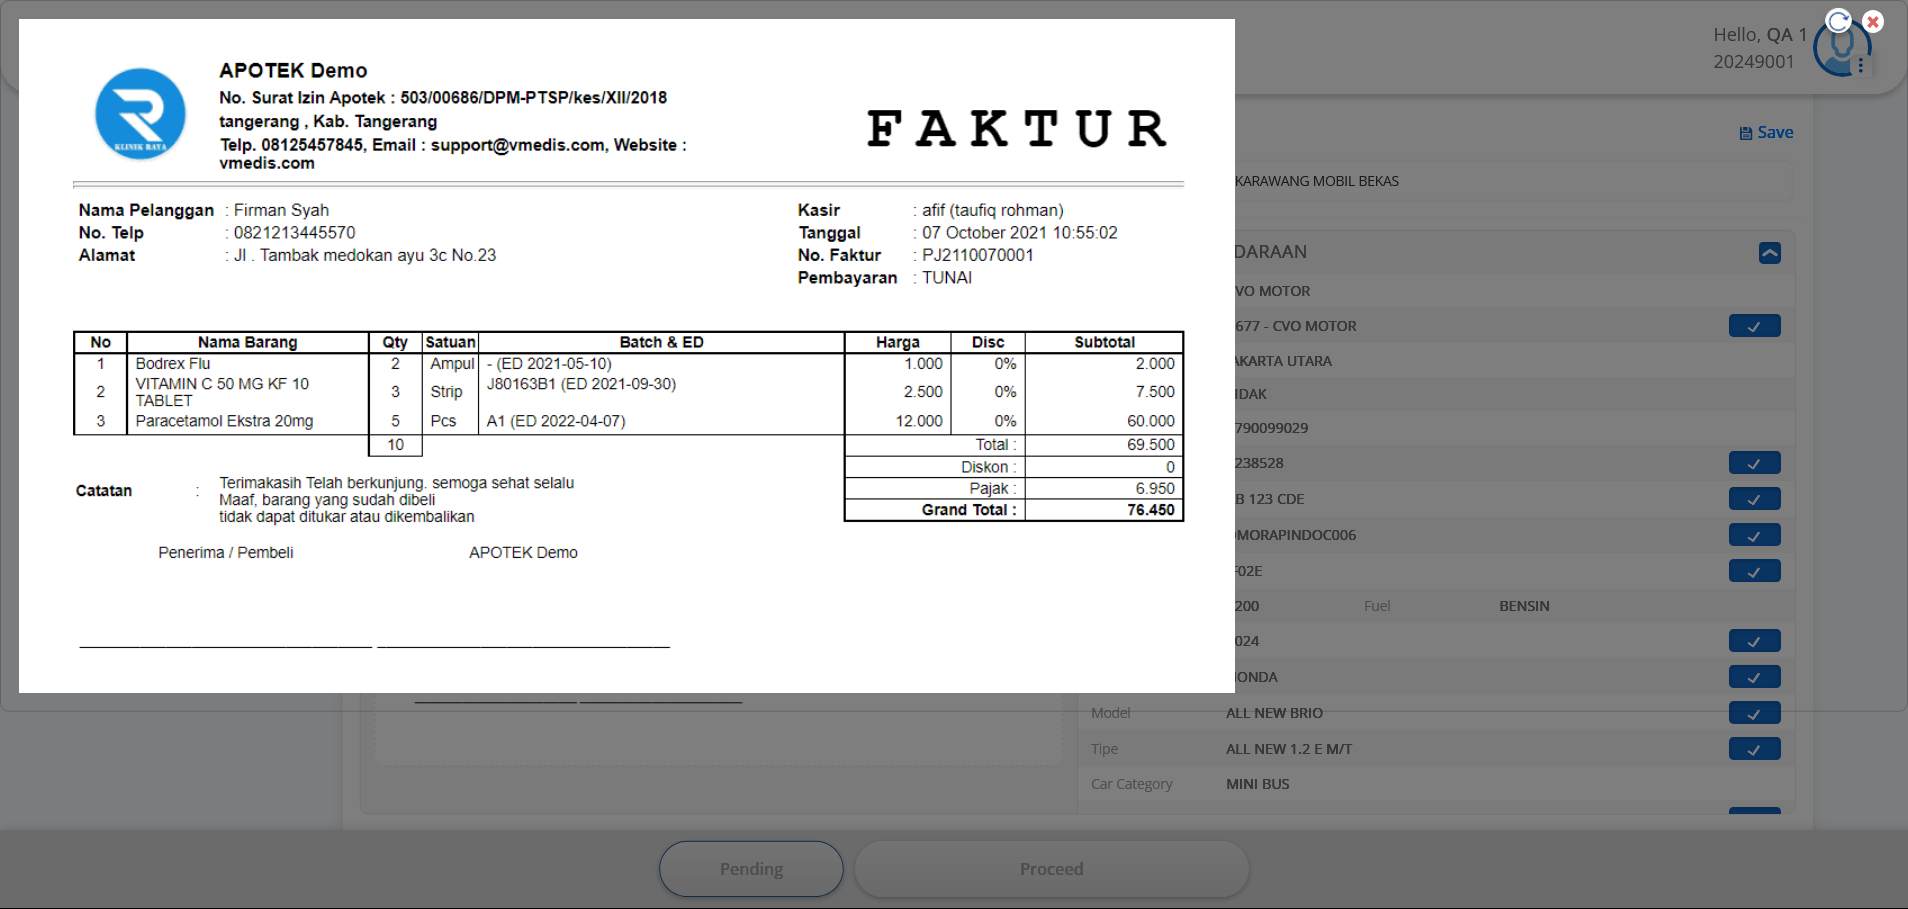 Hello, QA 1
20249001
KLINIK RAYA
APOTEK Demo
No. Surat Izin Apotek : 503/00686/DPM-PTSP/kes/XII/2018
tangerang , Kab. Tangerang
Telp. 08125457845, Email : support@vmedis.com, Website :
vmedis.com
FAKTUR
Nama Pelanggan : Firman Syah
No. Telp : 0821213445570
Alamat : Jl . Tambak medokan ayu 3c No.23
Kasir : afif (taufiq rohman)
Tanggal : 07 October 2021 10:55:02
No. Faktur : PJ2110070001
Pembayaran : TUNAI
No Nama Barang Qty Satuan Batch & ED Harga Disc Subtotal
1 Bodrex Flu 2 Ampul - (ED 2021-05-10) 1.000 0% 2.000
2 VITAMIN C 50 MG KF 10 TABLET 3 Strip J80163B1 (ED 2021-09-30) 2.500 0% 7.500
3 Paracetamol Ekstra 20mg 5 Pcs A1 (ED 2022-04-07) 12.000 0% 60.000
10
Total : 69.500
Diskon : 0
Pajak : 6.950
Grand Total : 76.450
Catatan :
Terimakasih Telah berkunjung. semoga sehat selalu
Maaf, barang yang sudah dibeli
tidak dapat ditukar atau dikembalikan
Penerima / Pembeli APOTEK Demo
Save
KARAWANG MOBIL BEKAS
DARAAN
VO MOTOR
677 - CVO MOTOR
AKARTA UTARA
IDAK
790099029
238528
B 123 CDE
OMORAPINDOC006
F02E
200 Fuel BENSIN
024
HONDA
Model ALL NEW BRIO
Tipe ALL NEW 1.2 E M/T
Car Category MINI BUS
Pending
Proceed